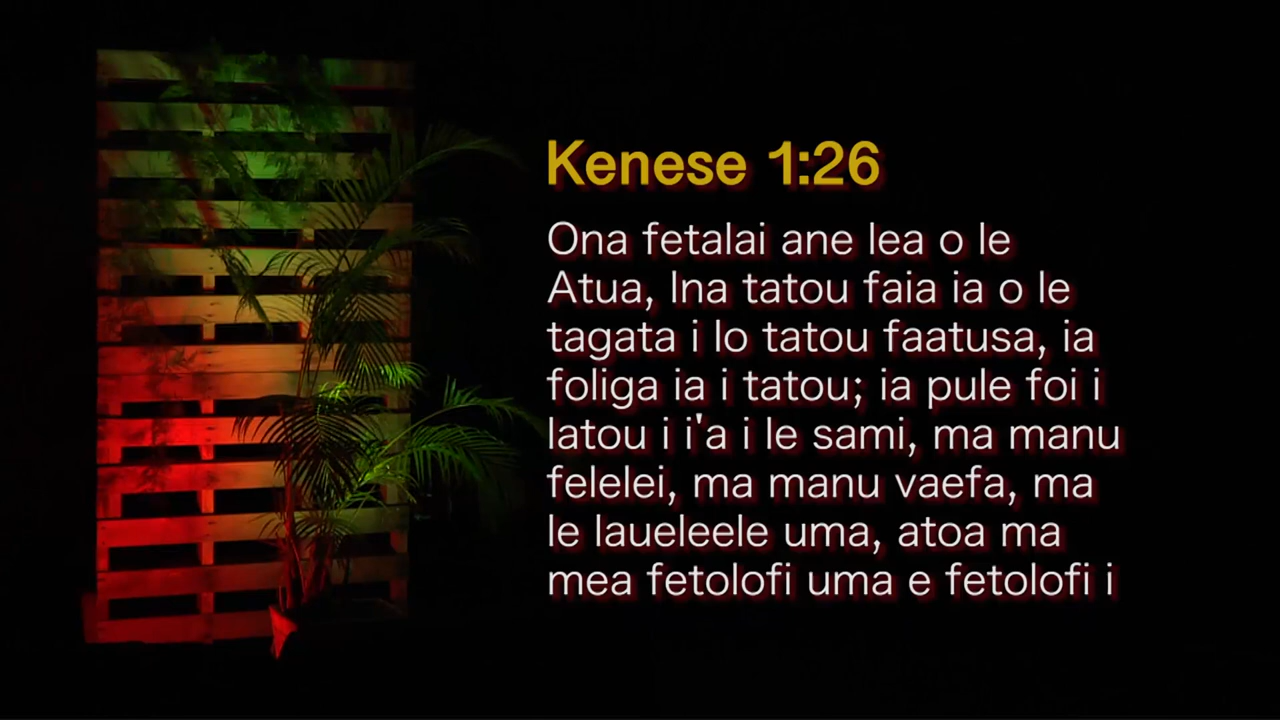 Kenese 1:26
Ona fetalai ane lea o le
Atua, Ina tatou faia ia o le
tagata i lo tatou faatusa, ia
foliga ia i tatou; ia pule foi i
latou i i'a i le sami, ma manu
felelei, ma manu vaefa, ma
le laueleele uma, atoa ma
mea fetolofi uma e fetolofi i